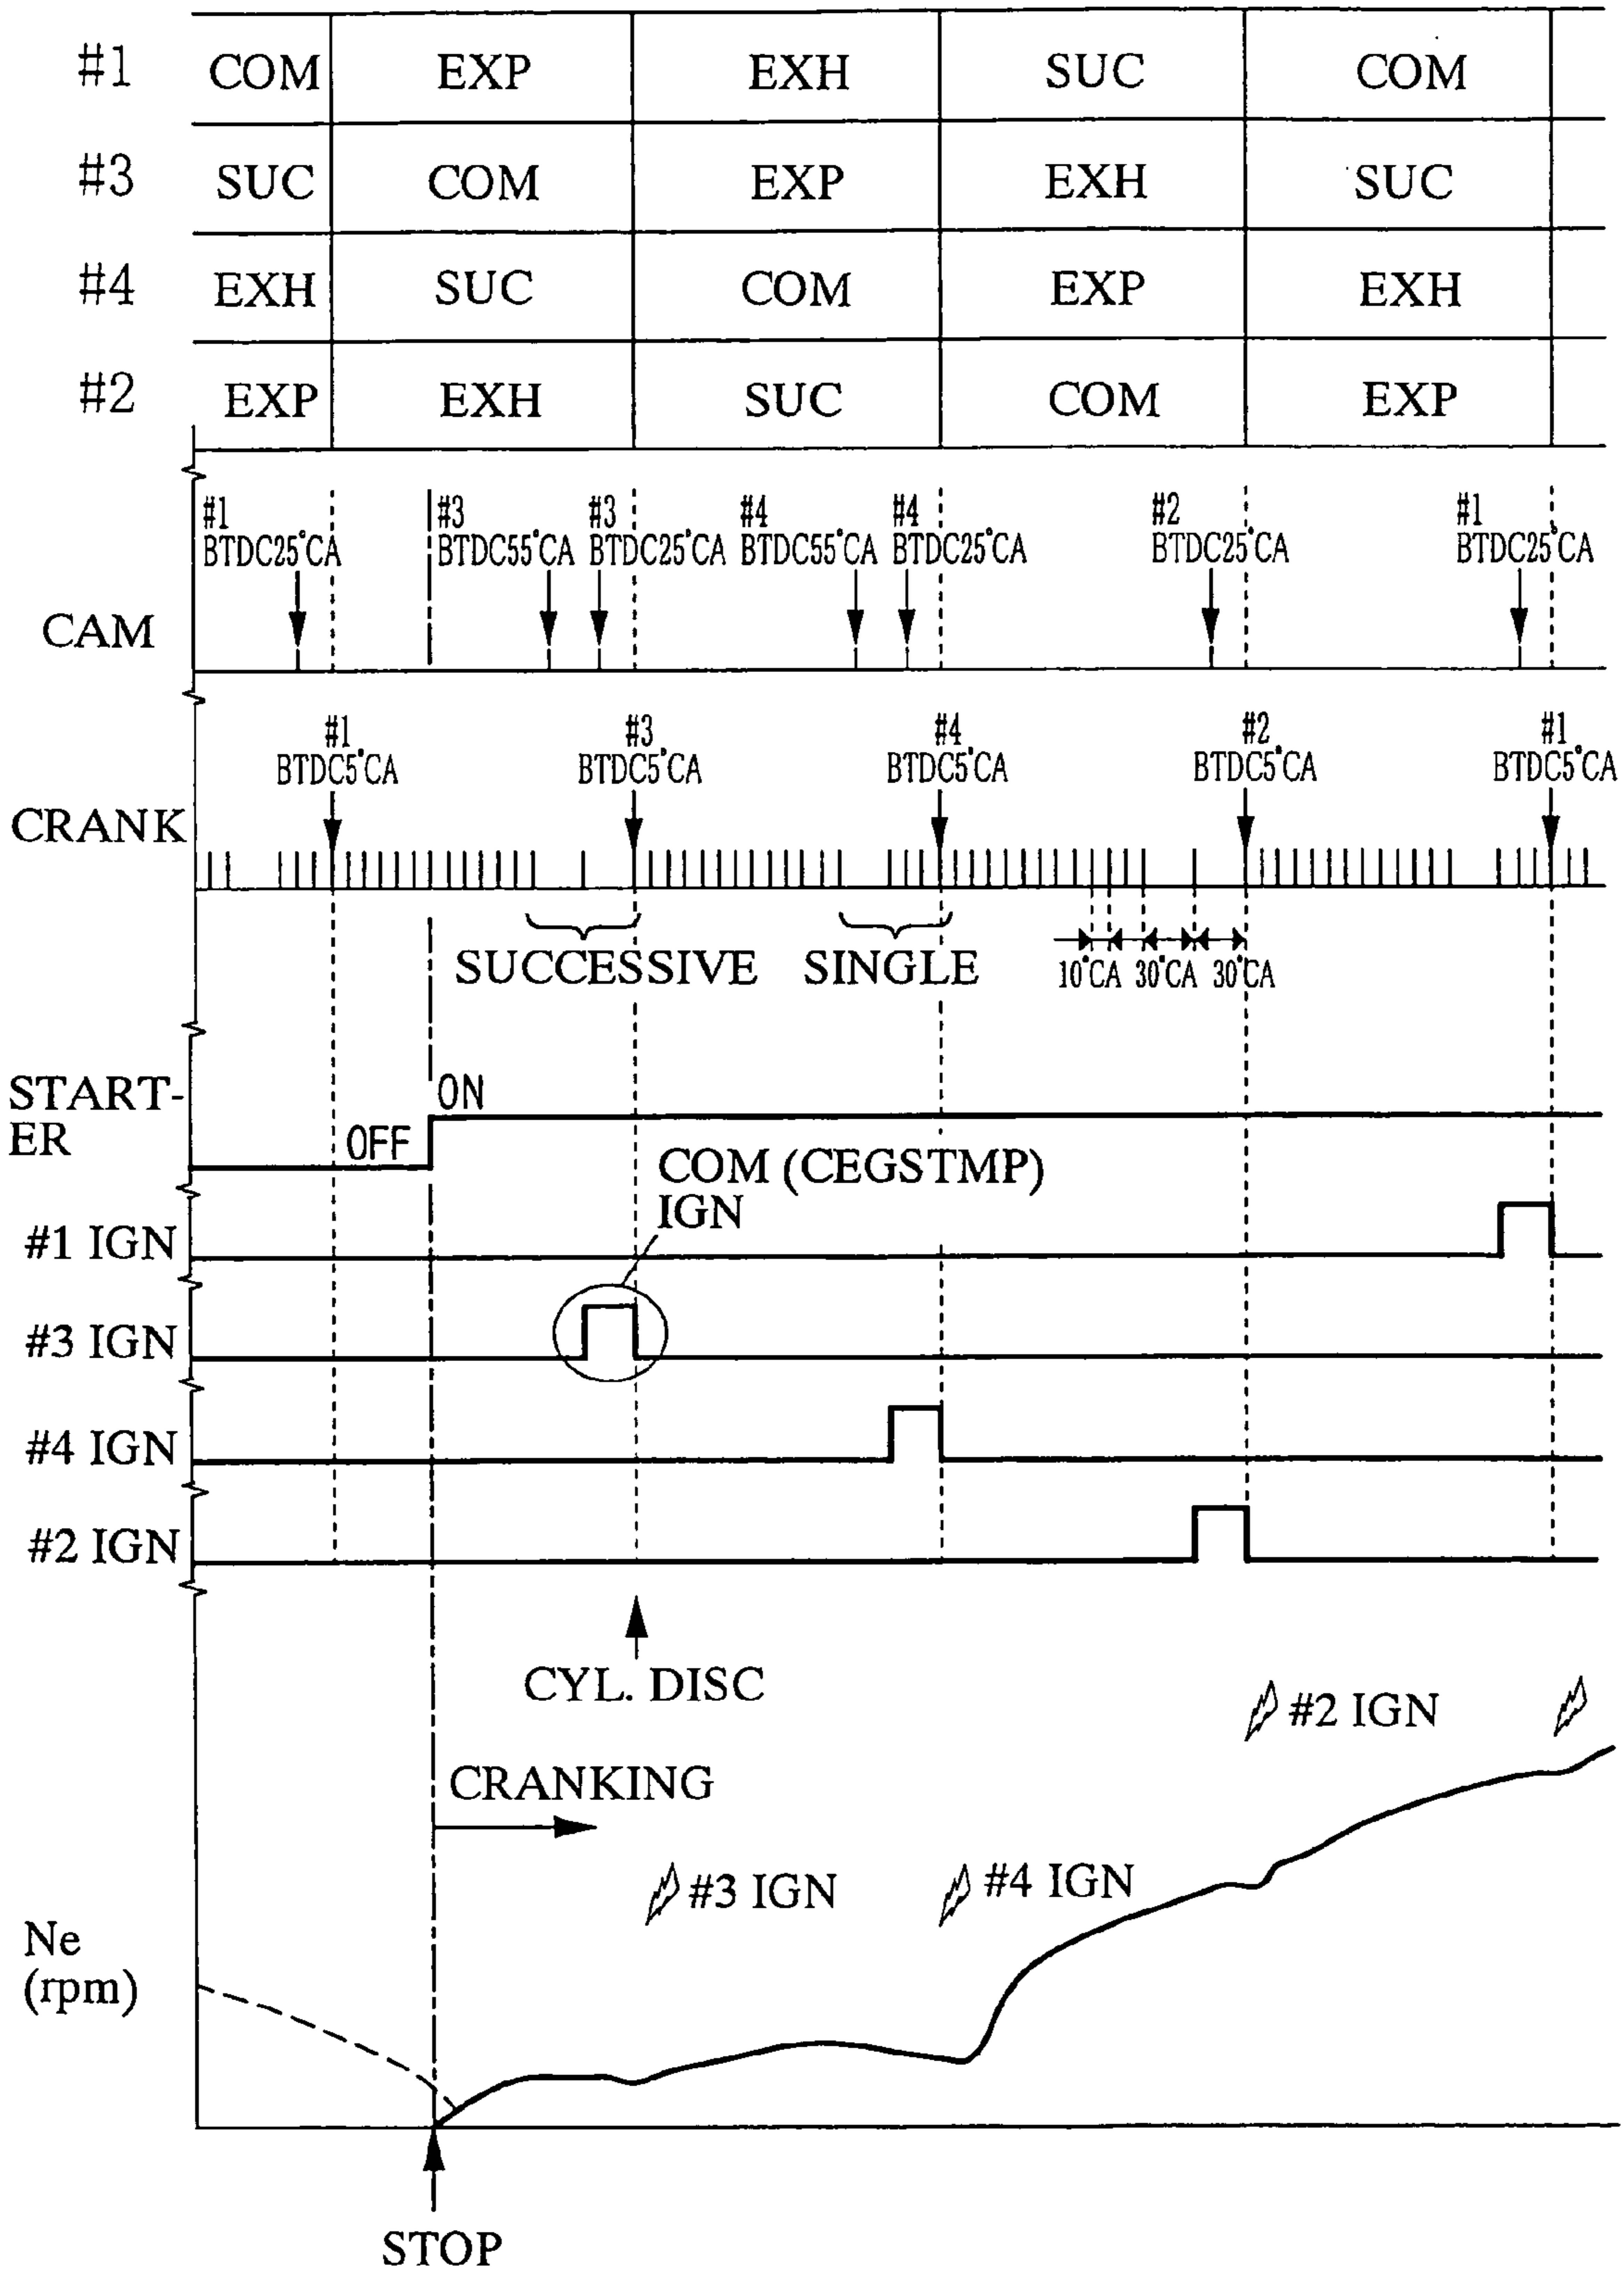 #1 COM EXP EXH SUC COM
#3 SUC COM EXP EXH SUC
#4 EXH SUC COM EXP EXH
#2 EXP EXH SUC COM EXP
#1 #3 #3 #4 #4 #2 #1
BTDC25°CA BTDC55°CA BTDC25°CA BTDC55°CA BTDC25°CA BTDC25°CA BTDC25°CA
CAM
#1 #3 #4 #2 #1
BTDC5°CA BTDC5°CA BTDC5°CA BTDC5°CA BTDC5°CA
CRANK
SUCCESSIVE SINGLE 10°CA 30°CA 30°CA
START-
ER
OFF
ON
COM (CEGSTMP)
IGN
#1 IGN
#3 IGN
#4 IGN
#2 IGN
CYL. DISC
#2 IGN
CRANKING
#3 IGN #4 IGN
Ne
(rpm)
STOP